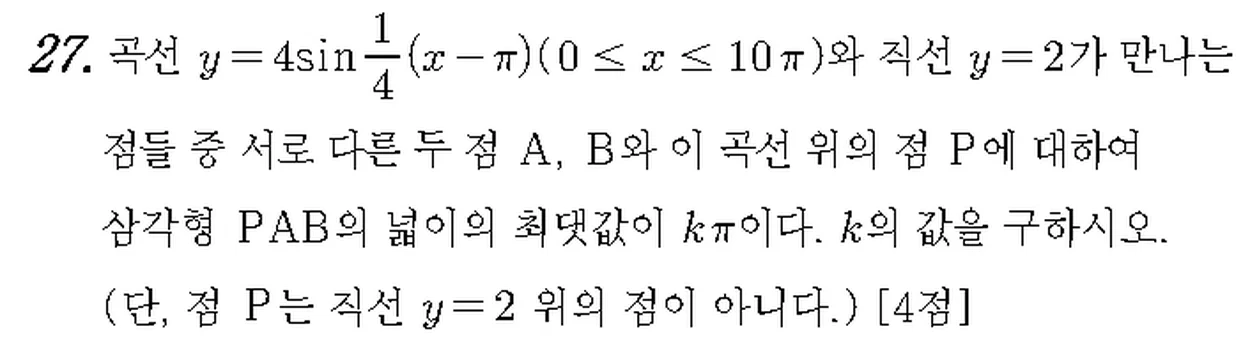 27. 곡선 y=4sin\frac{1}{4}(x-π)(0≤x≤10π)와 직선 y=2가 만나는
점들 중 서로 다른 두 점 A, B와 이 곡선 위의 점 P에 대하여
삼각형 PAB의 넓이의 최댓값이 kπ이다. k의 값을 구하시오.
(단, 점 P는 직선 y=2 위의 점이 아니다.) [4점]